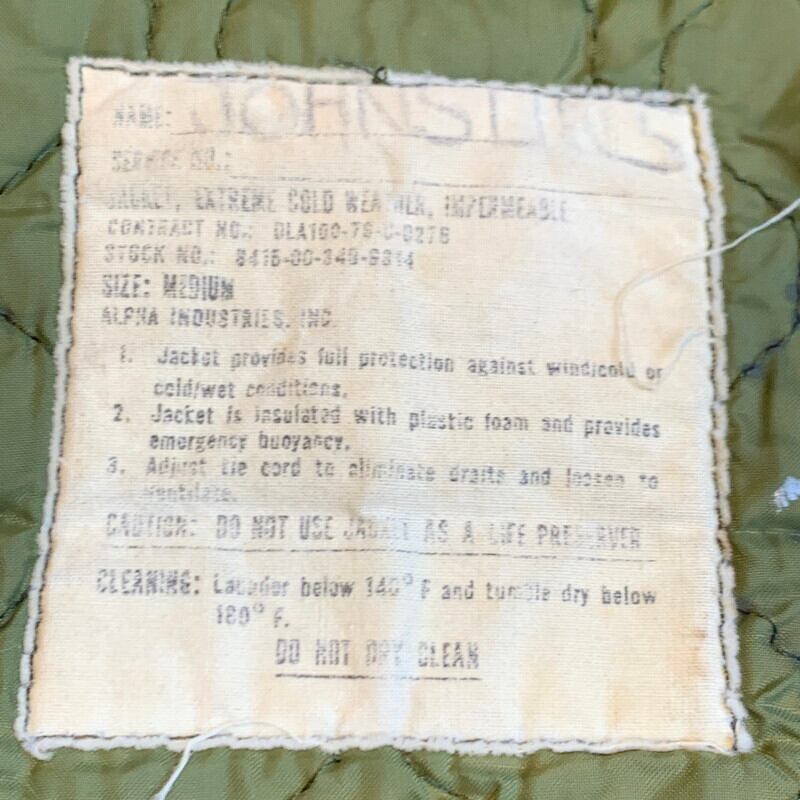 NAME: JOHNS
SERVICE NO.:
JACKET, EXTREME COLD WEATHER, IMPERMEABLE
CONTRACT NO.: DLA100-79-C-
STOCK NO.: 8415-00-349-
SIZE: MEDIUM
ALPHA INDUSTRIES, INC.
1. Jacket provides full protection against wind/cold or
cold/wet conditions.
2. Jacket is insulated with plastic foam and provides
emergency buoyancy.
3. Adjust tie cord to eliminate drafts and loosen to
ventilate.
CAUTION: DO NOT USE JACKET AS A LIFE PRESERVER
CLEANING: Launder below 140° F and tumble dry below
180° F.
DO NOT DRY CLEAN